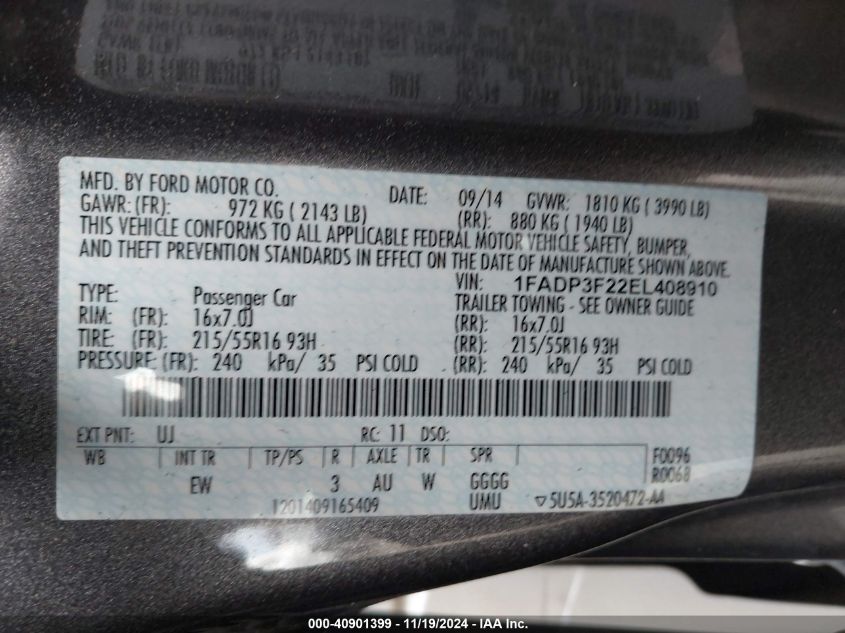 MFD. BY FORD MOTOR CO. DATE: 09/14 GVWR: 1810 KG ( 3990 LB)
GAWR: (FR): 972 KG ( 2143 LB) (RR): 880 KG ( 1940 LB)
THIS VEHICLE CONFORMS TO ALL APPLICABLE FEDERAL MOTOR VEHICLE SAFETY, BUMPER,
AND THEFT PREVENTION STANDARDS IN EFFECT ON THE DATE OF MANUFACTURE SHOWN ABOVE.
VIN: 1FADP3F22EL408910
TYPE: Passenger Car TRAILER TOWING - SEE OWNER GUIDE
RIM: (FR): 16x7.0J (RR): 16x7.0J
TIRE: (FR): 215/55R16 93H (RR): 215/55R16 93H
PRESSURE: (FR): 240 kPa/ 35 PSI COLD (RR): 240 kPa/ 35 PSI COLD
EXT PNT: UJ RC: 11 DSO:
WB INT TR TP/PS R AXLE TR SPR F0096
EW 3 AU W GGGG R0068
1201409165409 UMU 5U5A-3520472-AA
000-40901399 - 11/19/2024 - IAA Inc.